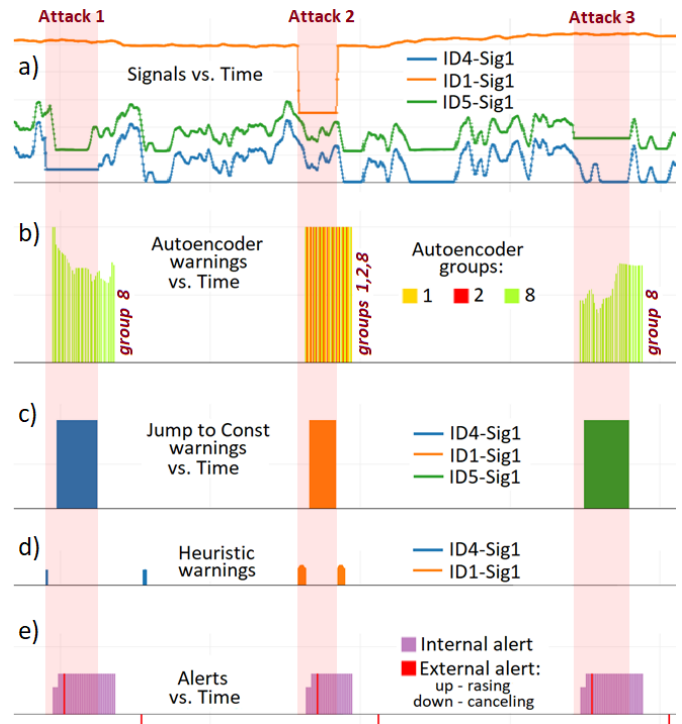 Attack 1
Attack 2
Attack 3
a)
Signals vs. Time
ID4-Sig1
ID1-Sig1
ID5-Sig1
b)
Autoencoder
warnings
vs. Time
group 8
groups 1,2,8
Autoencoder
groups:
1 2 8
group 8
c)
Jump to Const
warnings
vs. Time
ID4-Sig1
ID1-Sig1
ID5-Sig1
d)
Heuristic
warnings
ID4-Sig1
ID1-Sig1
e)
Alerts
vs. Time
Internal alert
External alert:
up - rasing
down - canceling